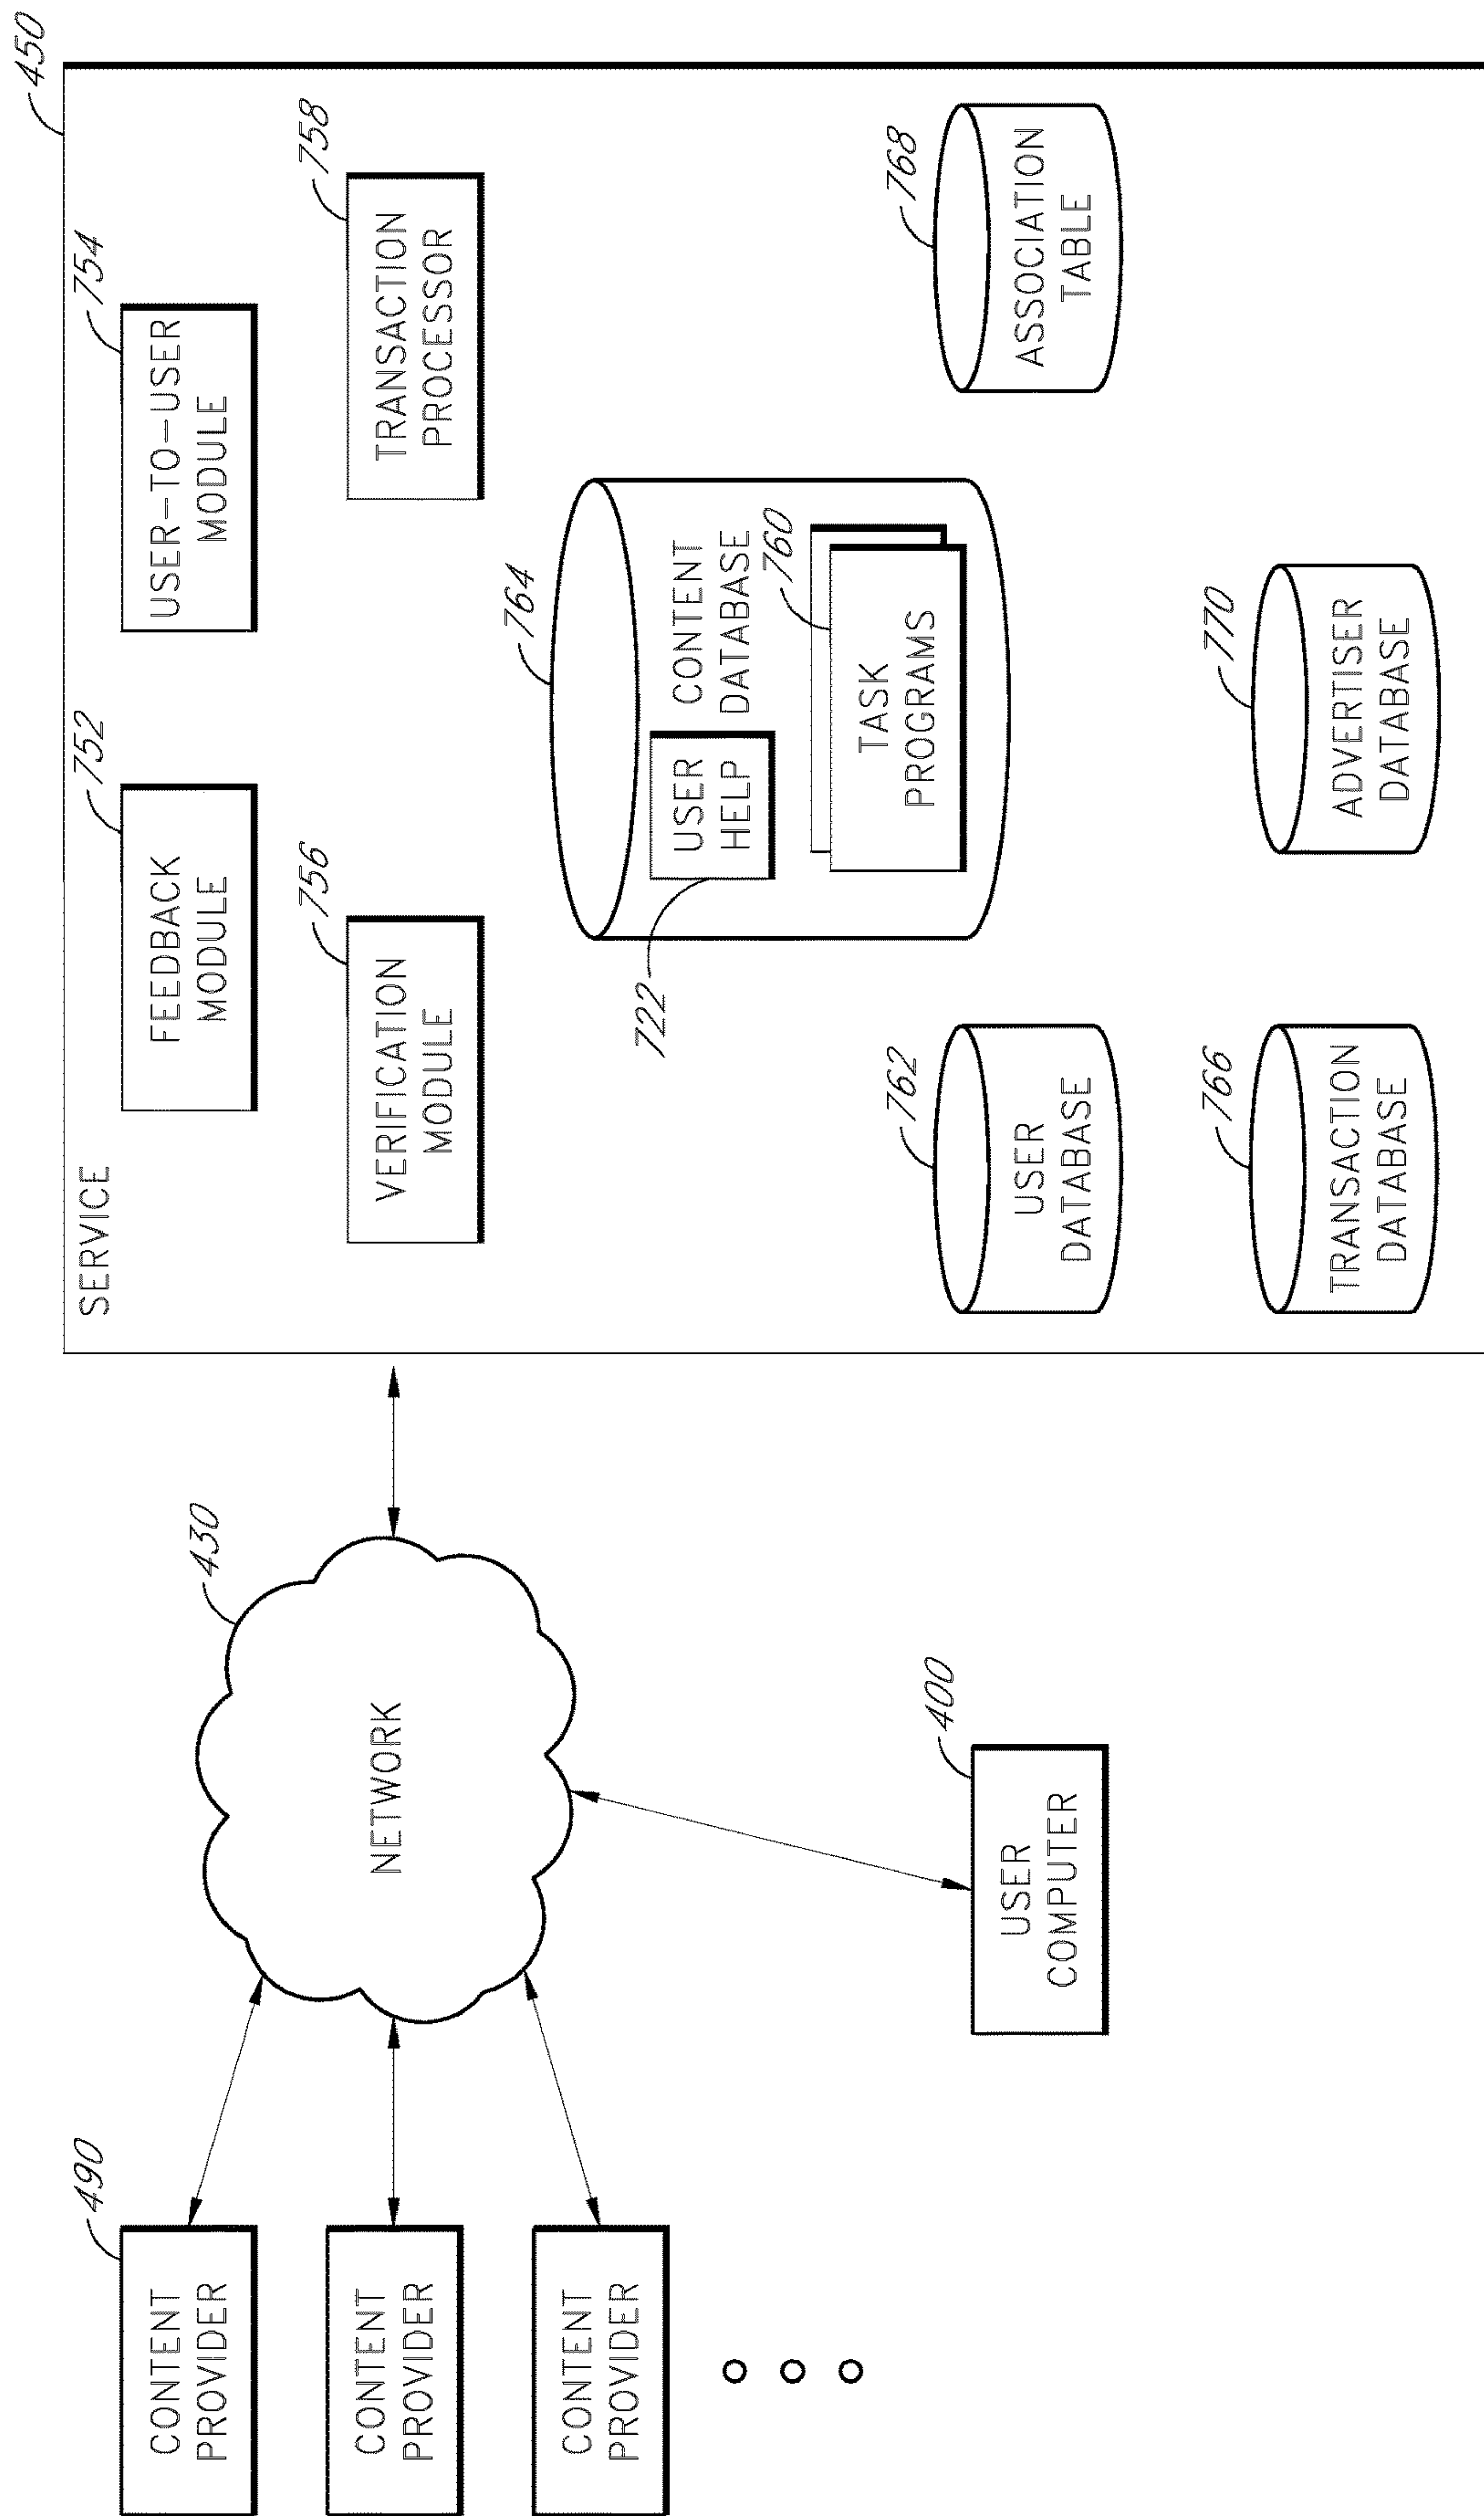 450
SERVICE
752
FEEDBACK
MODULE
754
USER-TO-USER
MODULE
756
VERIFICATION
MODULE
758
TRANSACTION
PROCESSOR
764
CONTENT
DATABASE
722
USER
HELP
760
TASK
PROGRAMS
762
USER
DATABASE
768
ASSOCIATION
TABLE
766
TRANSACTION
DATABASE
770
ADVERTISER
DATABASE
430
NETWORK
490
CONTENT
PROVIDER
CONTENT
PROVIDER
CONTENT
PROVIDER
400
USER
COMPUTER